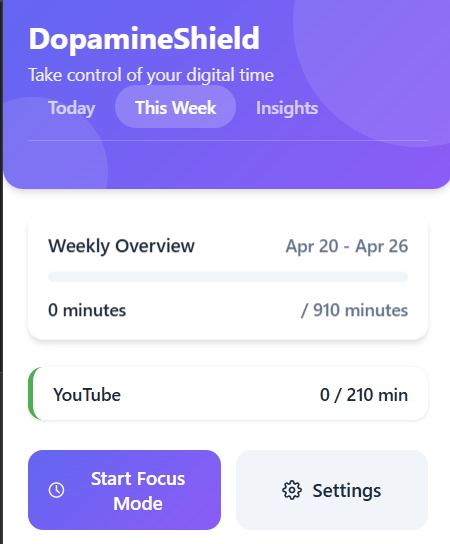 DopamineShield
Take control of your digital time
Today This Week Insights
Weekly Overview Apr 20 - Apr 26
0 minutes / 910 minutes
YouTube 0 / 210 min
Start Focus
Mode
Settings